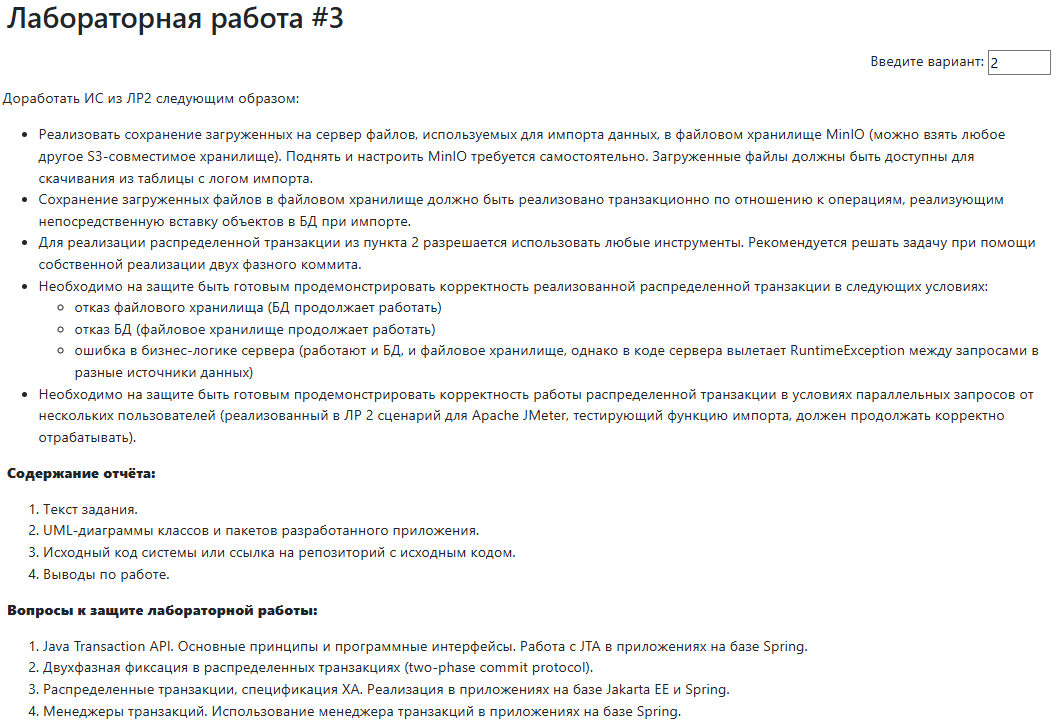 Лабораторная работа #3
Введите вариант: 2
Доработать ИС из ЛР2 следующим образом:
• Реализовать сохранение загруженных на сервер файлов, используемых для импорта данных, в файловом хранилище MinIO (можно взять любое
другое S3-совместимое хранилище). Поднять и настроить MinIO требуется самостоятельно. Загруженные файлы должны быть доступны для
скачивания из таблицы с логом импорта.
• Сохранение загруженных файлов в файловом хранилище должно быть реализовано транзакционно по отношению к операциям, реализующим
непосредственную вставку объектов в БД при импорте.
• Для реализации распределенной транзакции из пункта 2 разрешается использовать любые инструменты. Рекомендуется решать задачу при помощи
собственной реализации двух фазного коммита.
• Необходимо на защите быть готовым продемонстрировать корректность реализованной распределенной транзакции в следующих условиях:
◦ отказ файлового хранилища (БД продолжает работать)
◦ отказ БД (файловое хранилище продолжает работать)
◦ ошибка в бизнес-логике сервера (работают и БД, и файловое хранилище, однако в коде сервера вылетает RuntimeException между запросами в
разные источники данных)
• Необходимо на защите быть готовым продемонстрировать корректность работы распределенной транзакции в условиях параллельных запросов от
нескольких пользователей (реализованный в ЛР 2 сценарий для Apache JMeter, тестирующий функцию импорта, должен продолжать корректно
отрабатывать).
Содержание отчёта:
1. Текст задания.
2. UML-диаграммы классов и пакетов разработанного приложения.
3. Исходный код системы или ссылка на репозиторий с исходным кодом.
4. Выводы по работе.
Вопросы к защите лабораторной работы:
1. Java Transaction API. Основные принципы и программные интерфейсы. Работа с JTA в приложениях на базе Spring.
2. Двухфазная фиксация в распределенных транзакциях (two-phase commit protocol).
3. Распределенные транзакции, спецификация XA. Реализация в приложениях на базе Jakarta EE и Spring.
4. Менеджеры транзакций. Использование менеджера транзакций в приложениях на базе Spring.